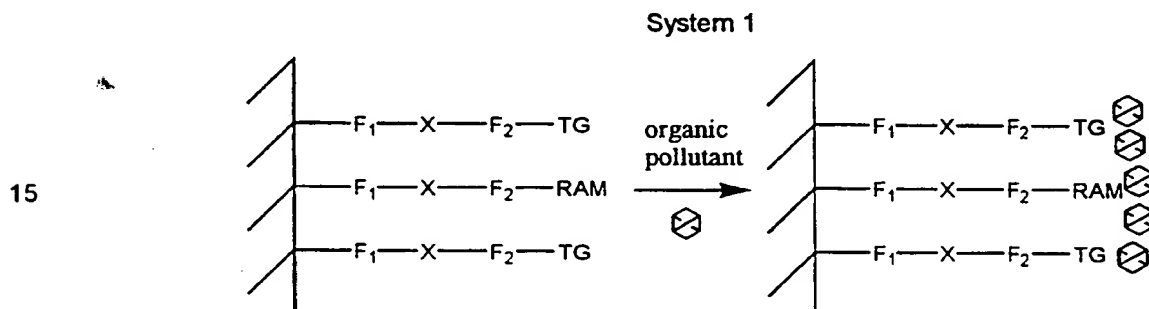 System 1
F₁—X—F₂—TG
organic
pollutant
F₁—X—F₂—TG
15
F₁—X—F₂—RAM
F₁—X—F₂—RAM
F₁—X—F₂—TG
F₁—X—F₂—TG